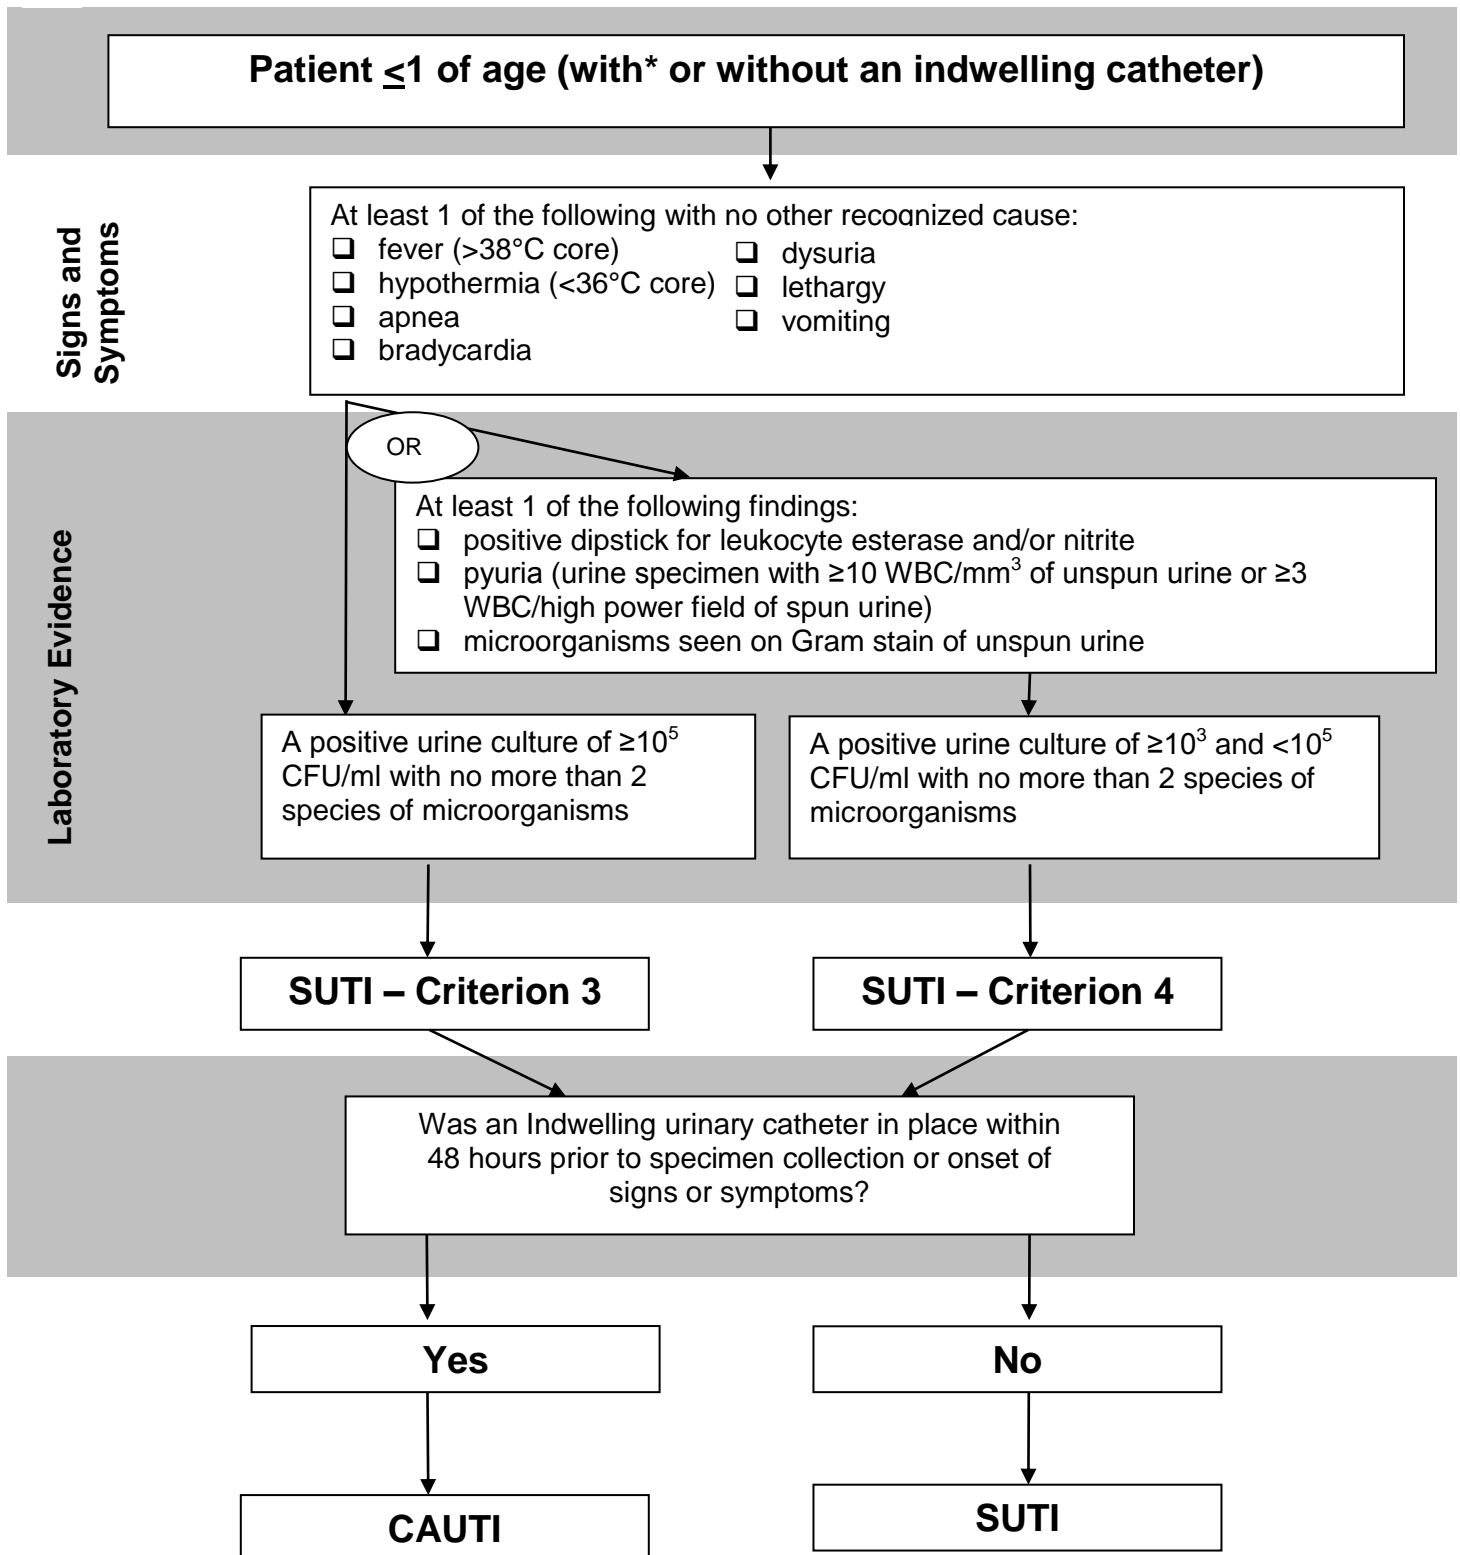 Patient ≤1 of age (with* or without an indwelling catheter)
Signs and
Symptoms
At least 1 of the following with no other recognized cause:
❑ fever (>38°C core)
❑ hypothermia (<36°C core)
❑ apnea
❑ bradycardia
❑ dysuria
❑ lethargy
❑ vomiting
Laboratory Evidence
OR
At least 1 of the following findings:
❑ positive dipstick for leukocyte esterase and/or nitrite
❑ pyuria (urine specimen with ≥10 WBC/mm³ of unspun urine or ≥3
WBC/high power field of spun urine)
❑ microorganisms seen on Gram stain of unspun urine
A positive urine culture of ≥10⁵
CFU/ml with no more than 2
species of microorganisms
A positive urine culture of ≥10³ and <10⁵
CFU/ml with no more than 2 species of
microorganisms
SUTI – Criterion 3
SUTI – Criterion 4
Was an Indwelling urinary catheter in place within
48 hours prior to specimen collection or onset of
signs or symptoms?
Yes
No
CAUTI
SUTI